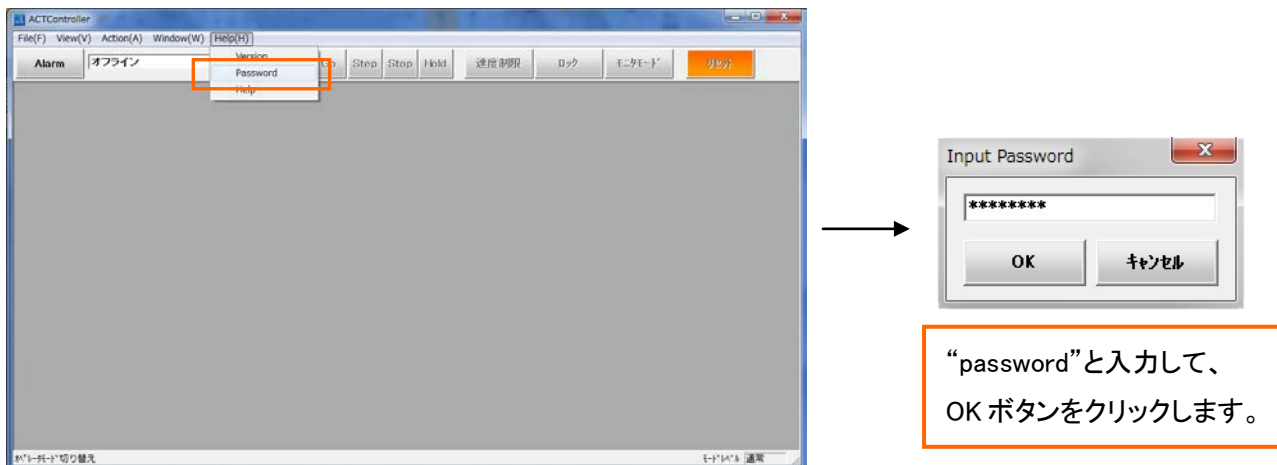 ACTController
File(F) View(V) Action(A) Window(W) Help(H)
Alarm オフライン Go Step Stop Hold 速度制限 ロック モニタモード リセット
Version
Password
Help
オペレータモード切り替え モードレベル 通常
Input Password
********
OK キャンセル
“password”と入力して、
OK ボタンをクリックします。